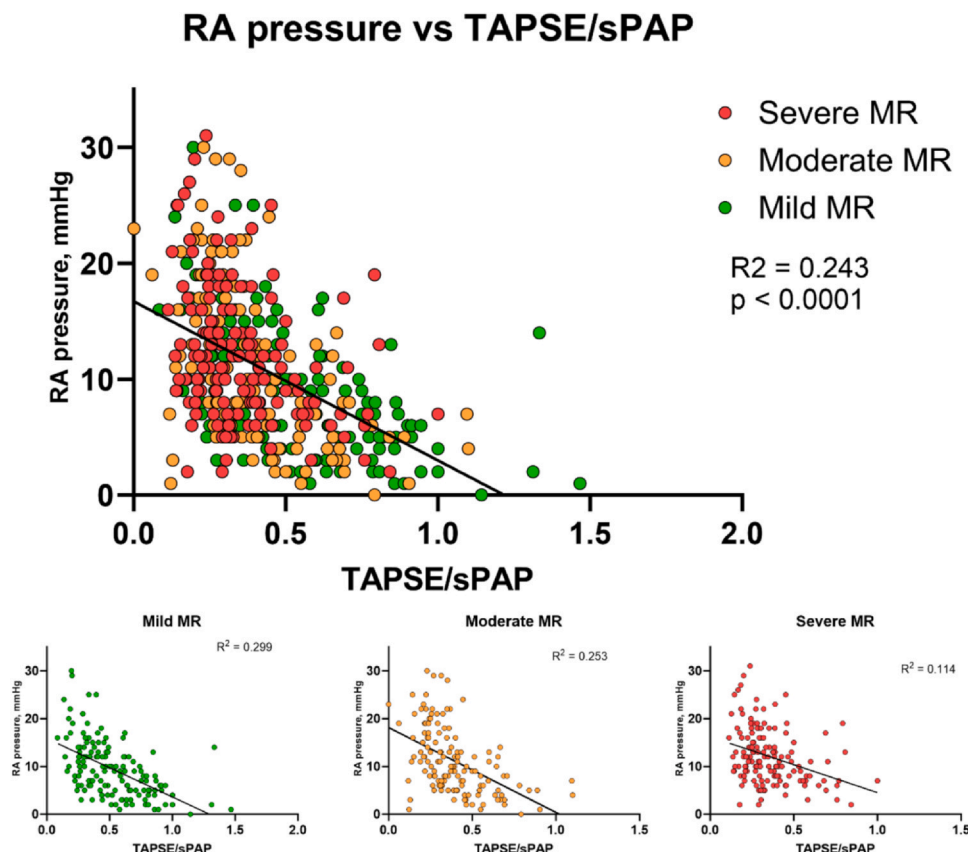 RA pressure vs TAPSE/sPAP
Severe MR
Moderate MR
Mild MR
R2 = 0.243
p < 0.0001
RA pressure, mmHg
30
20
10
0
0.0 0.5 1.0 1.5 2.0
TAPSE/sPAP
Mild MR
R² = 0.299
RA pressure, mmHg
30
20
10
0
0.0 0.5 1.0 1.5 2.0
TAPSE/sPAP
Moderate MR
R² = 0.253
RA pressure, mmHg
30
20
10
0
0.0 0.5 1.0 1.5
TAPSE/sPAP
Severe MR
R² = 0.114
RA pressure, mmHg
30
20
10
0
0.0 0.5 1.0 1.5
TAPSE/sPAP